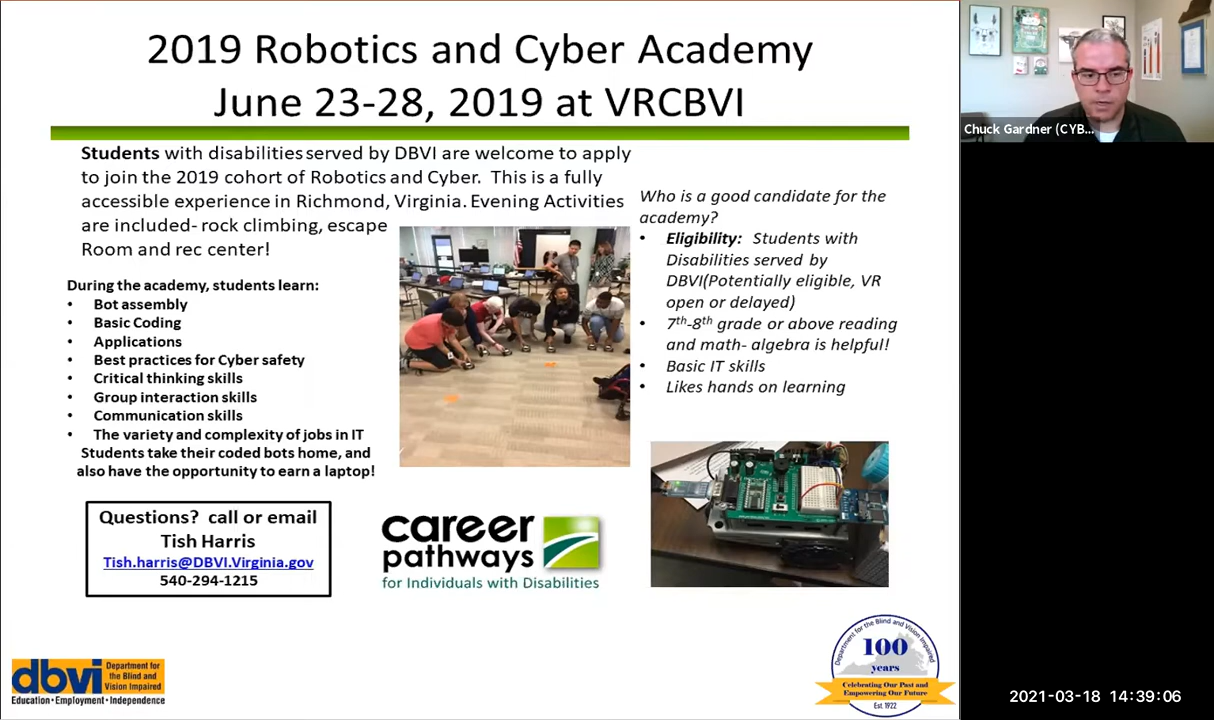 2019 Robotics and Cyber Academy
June 23-28, 2019 at VRCBVI
Students with disabilities served by DBVI are welcome to apply
to join the 2019 cohort of Robotics and Cyber. This is a fully
accessible experience in Richmond, Virginia. Evening Activities
are included- rock climbing, escape
Room and rec center!
During the academy, students learn:
• Bot assembly
• Basic Coding
• Applications
• Best practices for Cyber safety
• Critical thinking skills
• Group interaction skills
• Communication skills
• The variety and complexity of jobs in IT
Students take their coded bots home, and
also have the opportunity to earn a laptop!
Who is a good candidate for the
academy?
• Eligibility: Students with
Disabilities served by
DBVI(Potentially eligible, VR
open or delayed)
• 7th-8th grade or above reading
and math- algebra is helpful!
• Basic IT skills
• Likes hands on learning
Questions? call or email
Tish Harris
Tish.harris@DBVI.Virginia.gov
540-294-1215
career
pathways
for Individuals with Disabilities
dbvi
Department for
the Blind and
Vision Impaired
Education•Employment•Independence
Department for the Blind and Vision Impaired
100
years
Celebrating Our Past and
Empowering Our Future
Est. 1922
Chuck Gardner (CYB...
2021-03-18 14:39:06